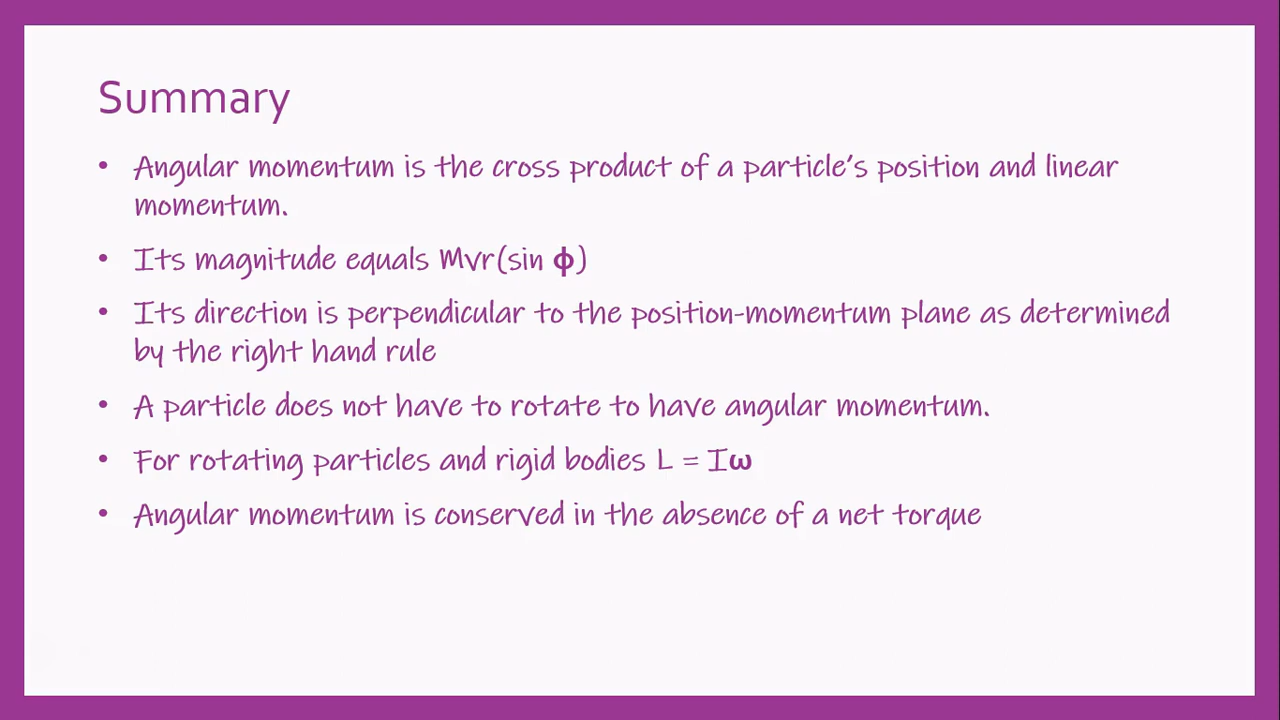 Summary
• Angular momentum is the cross product of a particle's position and linear
momentum.
• Its magnitude equals Mvr(sin ϕ)
• Its direction is perpendicular to the position-momentum plane as determined
by the right hand rule
• A particle does not have to rotate to have angular momentum.
• For rotating particles and rigid bodies L = Iω
• Angular momentum is conserved in the absence of a net torque